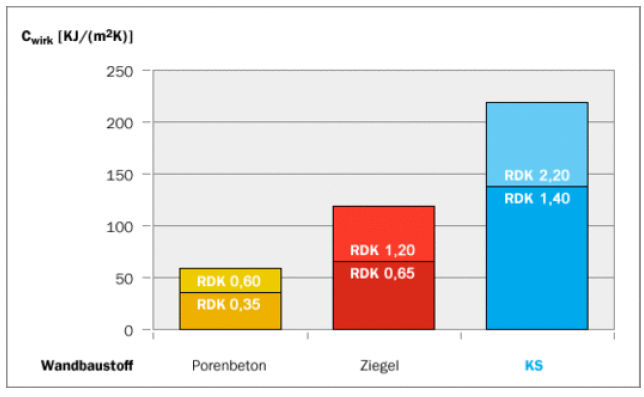 Cwirk [KJ/(m²K)]
250
200
150
100
50
0
RDK 0,60
RDK 0,35
RDK 1,20
RDK 0,65
RDK 2,20
RDK 1,40
Wandbaustoff
Porenbeton
Ziegel
KS